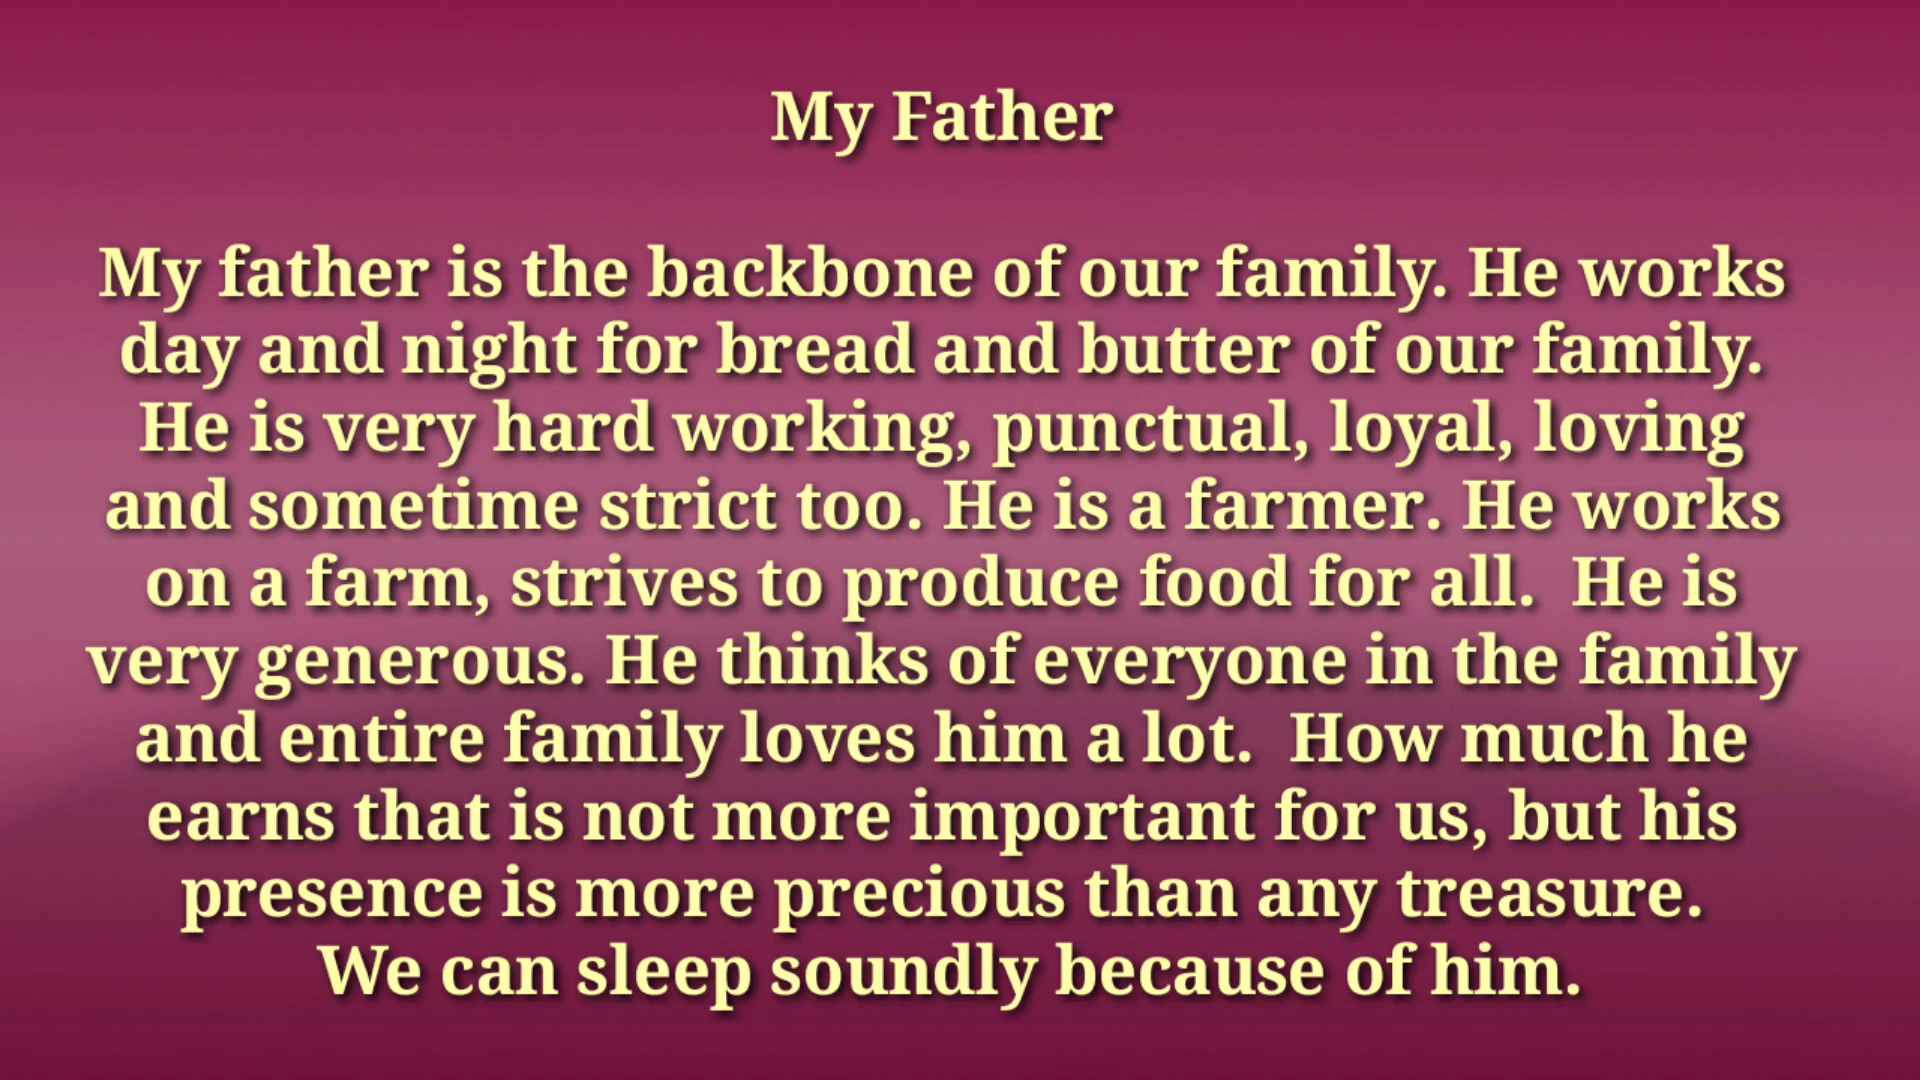 My Father
My father is the backbone of our family. He works
day and night for bread and butter of our family.
He is very hard working, punctual, loyal, loving
and sometime strict too. He is a farmer. He works
on a farm, strives to produce food for all.  He is
very generous. He thinks of everyone in the family
and entire family loves him a lot.  How much he
earns that is not more important for us, but his
presence is more precious than any treasure.
We can sleep soundly because of him.